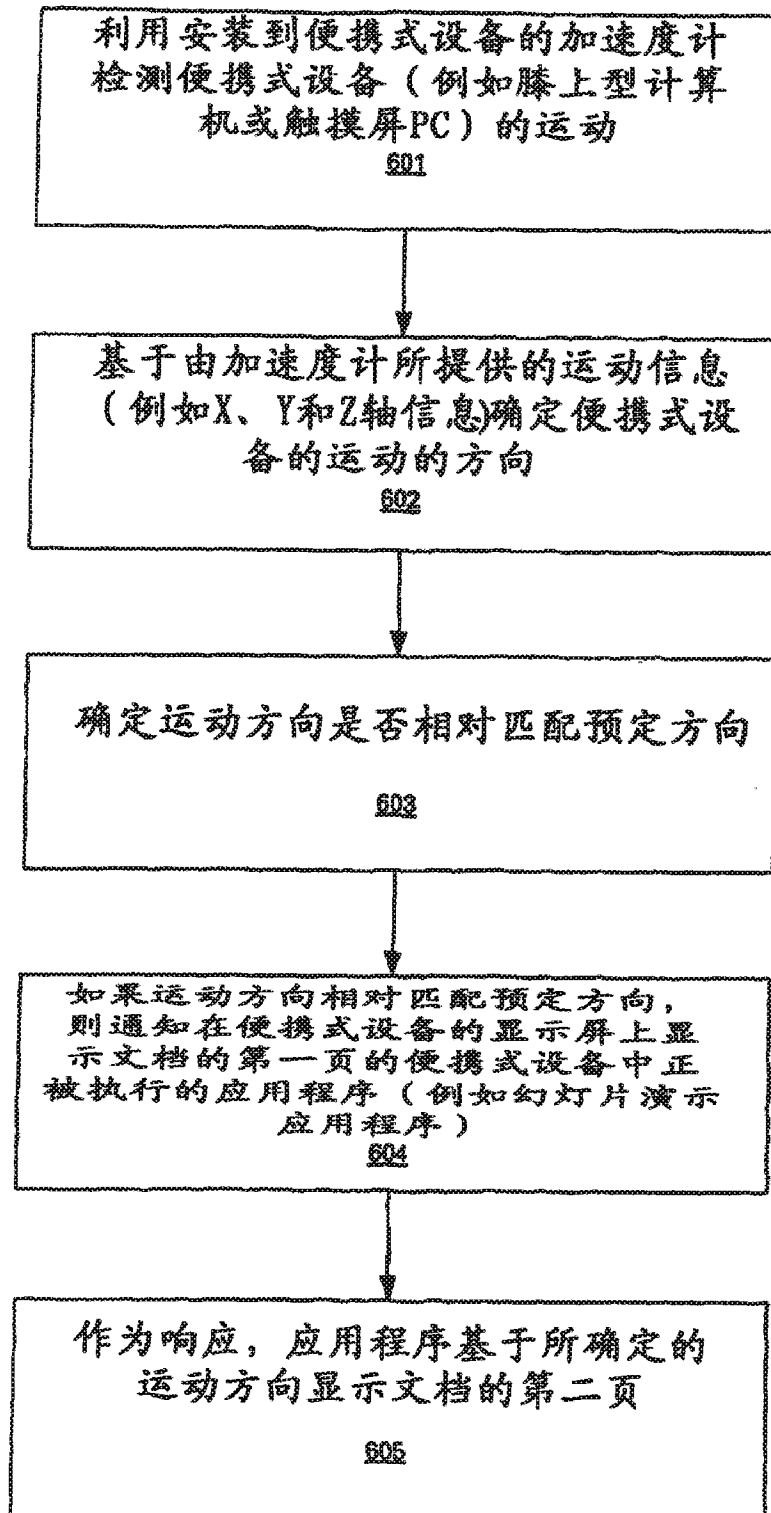 利用安装到便携式设备的加速度计
检测便携式设备（例如膝上型计算
机或触摸屏PC）的运动
601
基于由加速度计所提供的运动信息
（例如X、Y和Z轴信息)确定便携式设
备的运动的方向
602
确定运动方向是否相对匹配预定方向
603
如果运动方向相对匹配预定方向，
则通知在便携式设备的显示屏上显
示文档的第一页的便携式设备中正
被执行的应用程序（例如幻灯片演示
应用程序）
604
作为响应，应用程序基于所确定的
运动方向显示文档的第二页
605